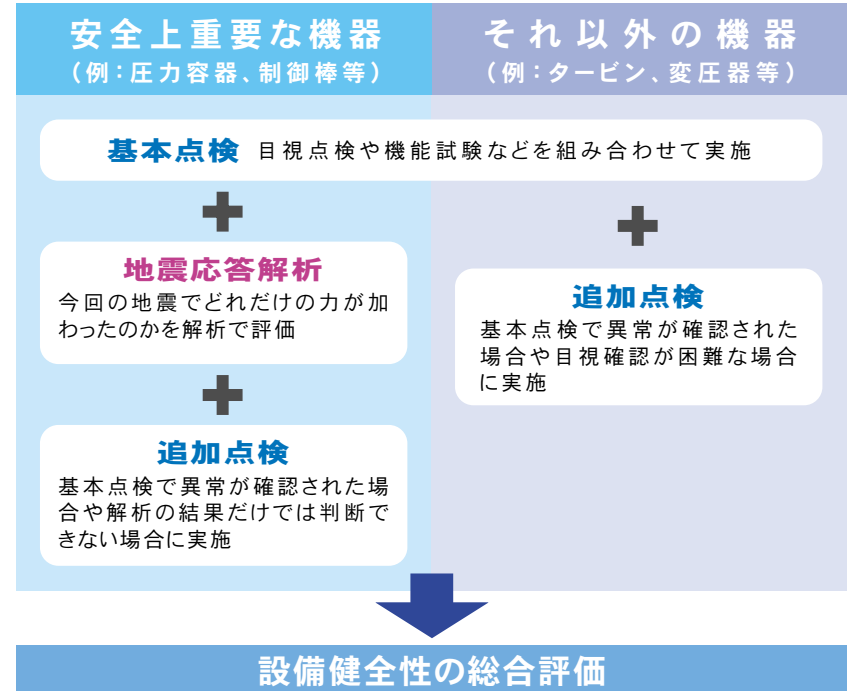 安全上重要な機器
(例：圧力容器、制御棒等)
それ以外の機器
(例：タービン、変圧器等)
基本点検 目視点検や機能試験などを組み合わせて実施
地震応答解析
今回の地震でどれだけの力が加
わったのかを解析で評価
追加点検
基本点検で異常が確認された場
合や解析の結果だけでは判断で
きない場合に実施
追加点検
基本点検で異常が確認された
場合や目視確認が困難な場合
に実施
設備健全性の総合評価